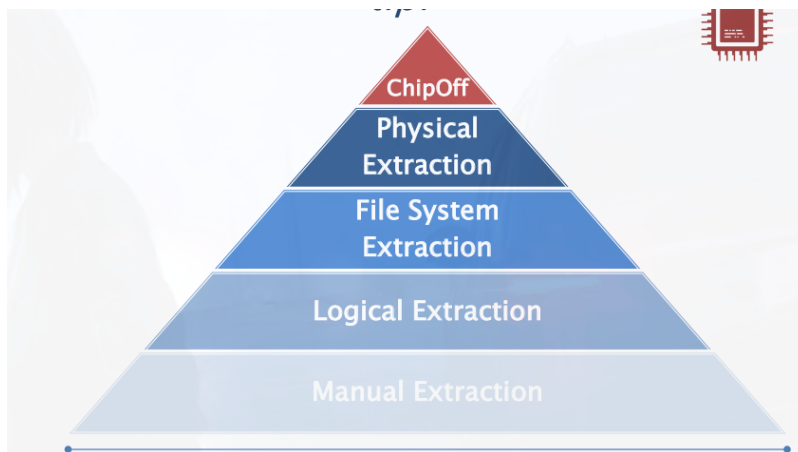 ChipOff
Physical
Extraction
File System
Extraction
Logical Extraction
Manual Extraction